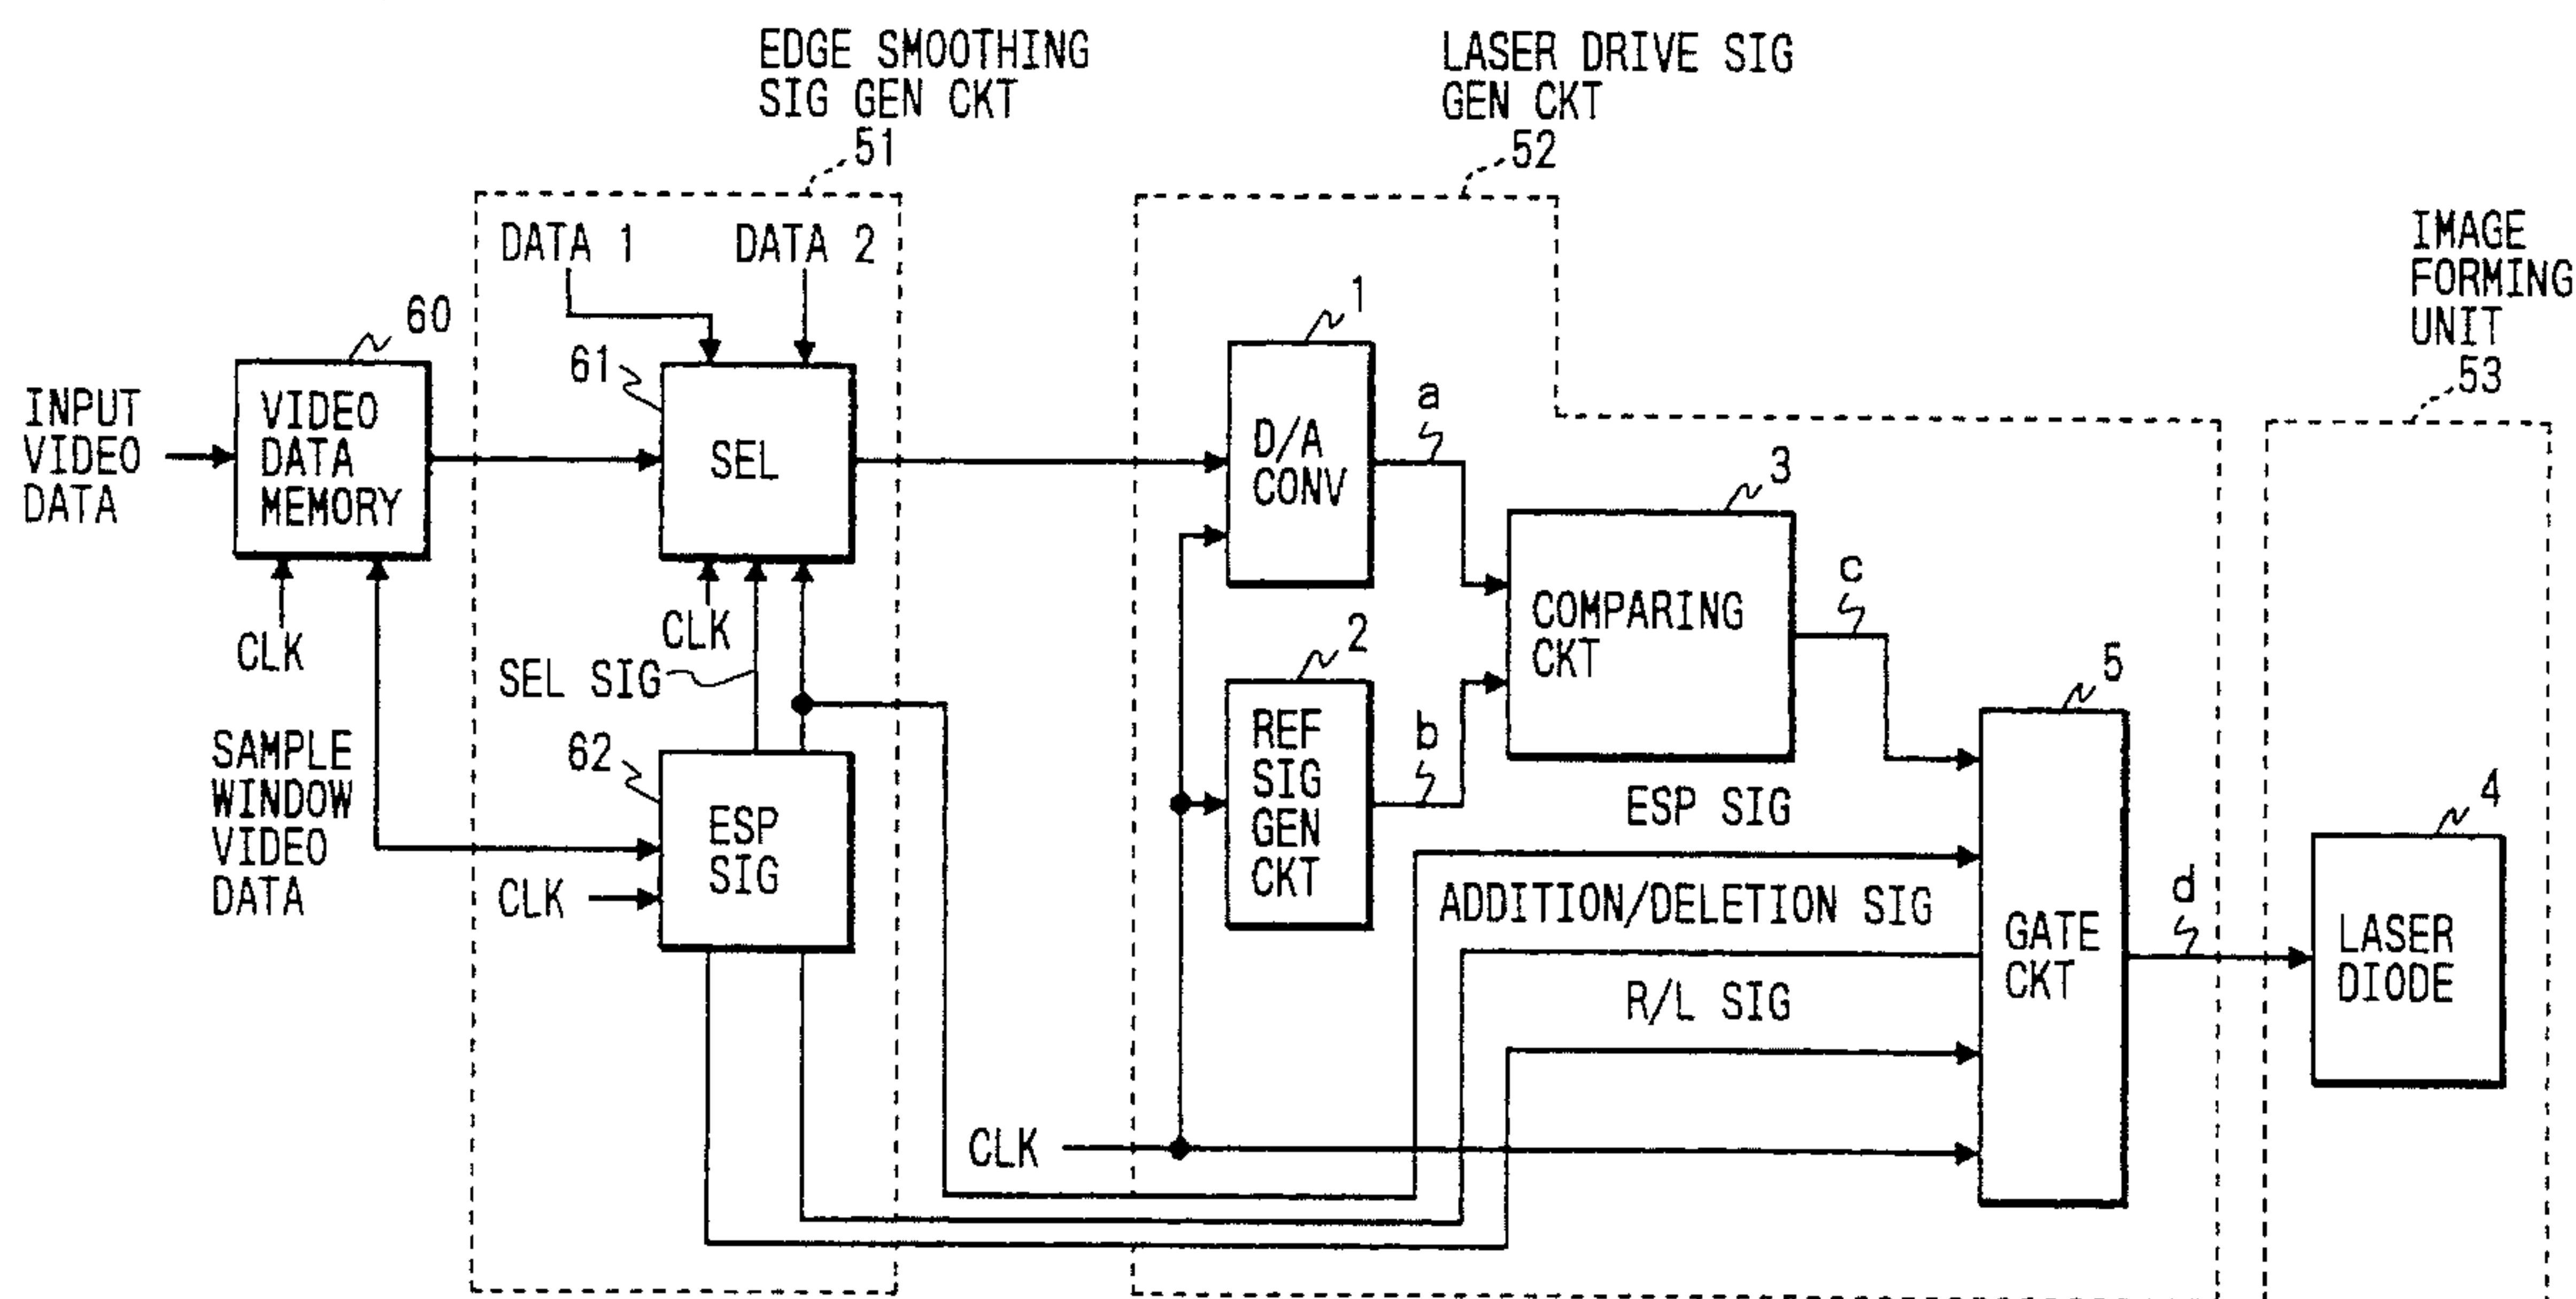 EDGE SMOOTHING
SIG GEN CKT
51
LASER DRIVE SIG
GEN CKT
52
IMAGE
FORMING
UNIT
53
DATA 1
DATA 2
60
61
1
a
INPUT
VIDEO
DATA
VIDEO
DATA
MEMORY
SEL
D/A
CONV
3
CLK
CLK
SEL SIG
2
COMPARING
CKT
c
5
SAMPLE
WINDOW
VIDEO
DATA
62
ESP
SIG
CLK
REF
SIG
GEN
CKT
b
ESP SIG
ADDITION/DELETION SIG
R/L SIG
GATE
CKT
d
4
LASER
DIODE
CLK